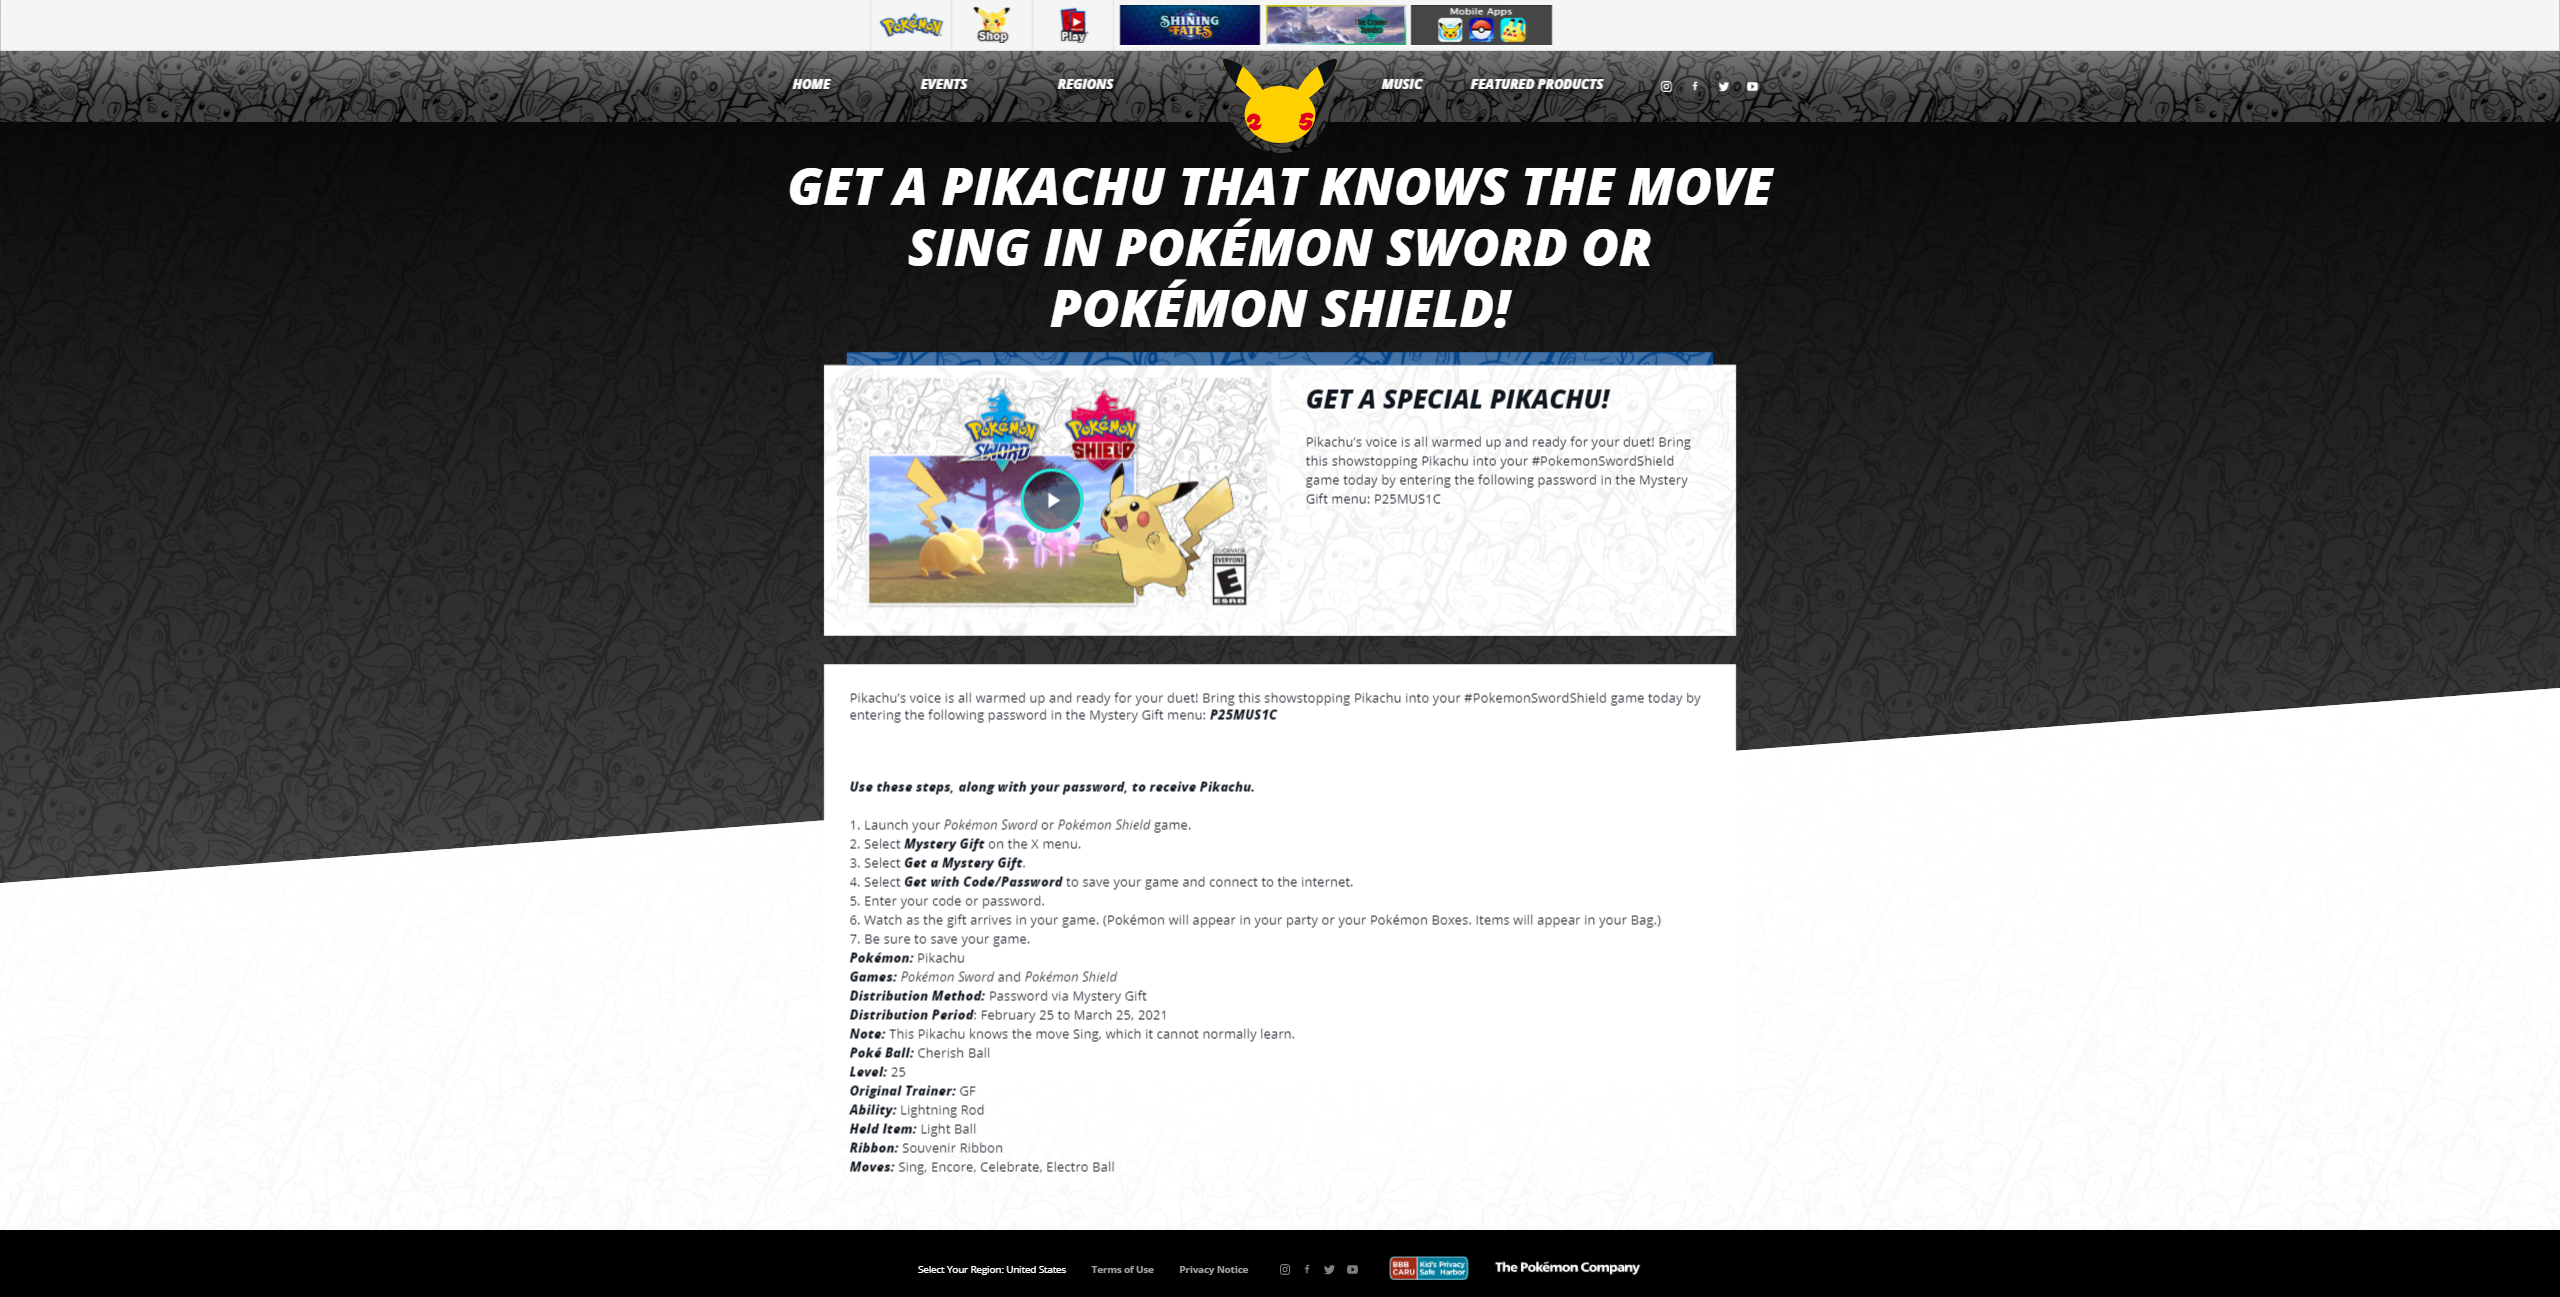 Pokémon
Shop
Play
SHINING
FATES
The Crown
Tundra
Mobile Apps
HOME
EVENTS
REGIONS
MUSIC
FEATURED PRODUCTS
25
GET A PIKACHU THAT KNOWS THE MOVE
SING IN POKÉMON SWORD OR
POKÉMON SHIELD!
Pokémon
SWORD
Pokémon
SHIELD
US/CANADA
EVERYONE
E
ESRB
GET A SPECIAL PIKACHU!
Pikachu’s voice is all warmed up and ready for your duet! Bring
this showstopping Pikachu into your #PokemonSwordShield
game today by entering the following password in the Mystery
Gift menu: P25MUS1C
Pikachu’s voice is all warmed up and ready for your duet! Bring this showstopping Pikachu into your #PokemonSwordShield game today by
entering the following password in the Mystery Gift menu: P25MUS1C
Use these steps, along with your password, to receive Pikachu.
1. Launch your Pokémon Sword or Pokémon Shield game.
2. Select Mystery Gift on the X menu.
3. Select Get a Mystery Gift.
4. Select Get with Code/Password to save your game and connect to the internet.
5. Enter your code or password.
6. Watch as the gift arrives in your game. (Pokémon will appear in your party or your Pokémon Boxes. Items will appear in your Bag.)
7. Be sure to save your game.
Pokémon: Pikachu
Games: Pokémon Sword and Pokémon Shield
Distribution Method: Password via Mystery Gift
Distribution Period: February 25 to March 25, 2021
Note: This Pikachu knows the move Sing, which it cannot normally learn.
Poké Ball: Cherish Ball
Level: 25
Original Trainer: GF
Ability: Lightning Rod
Held Item: Light Ball
Ribbon: Souvenir Ribbon
Moves: Sing, Encore, Celebrate, Electro Ball
Select Your Region: United States
Terms of Use
Privacy Notice
BBB
CARU
Kid's Privacy
Safe Harbor
The Pokémon Company